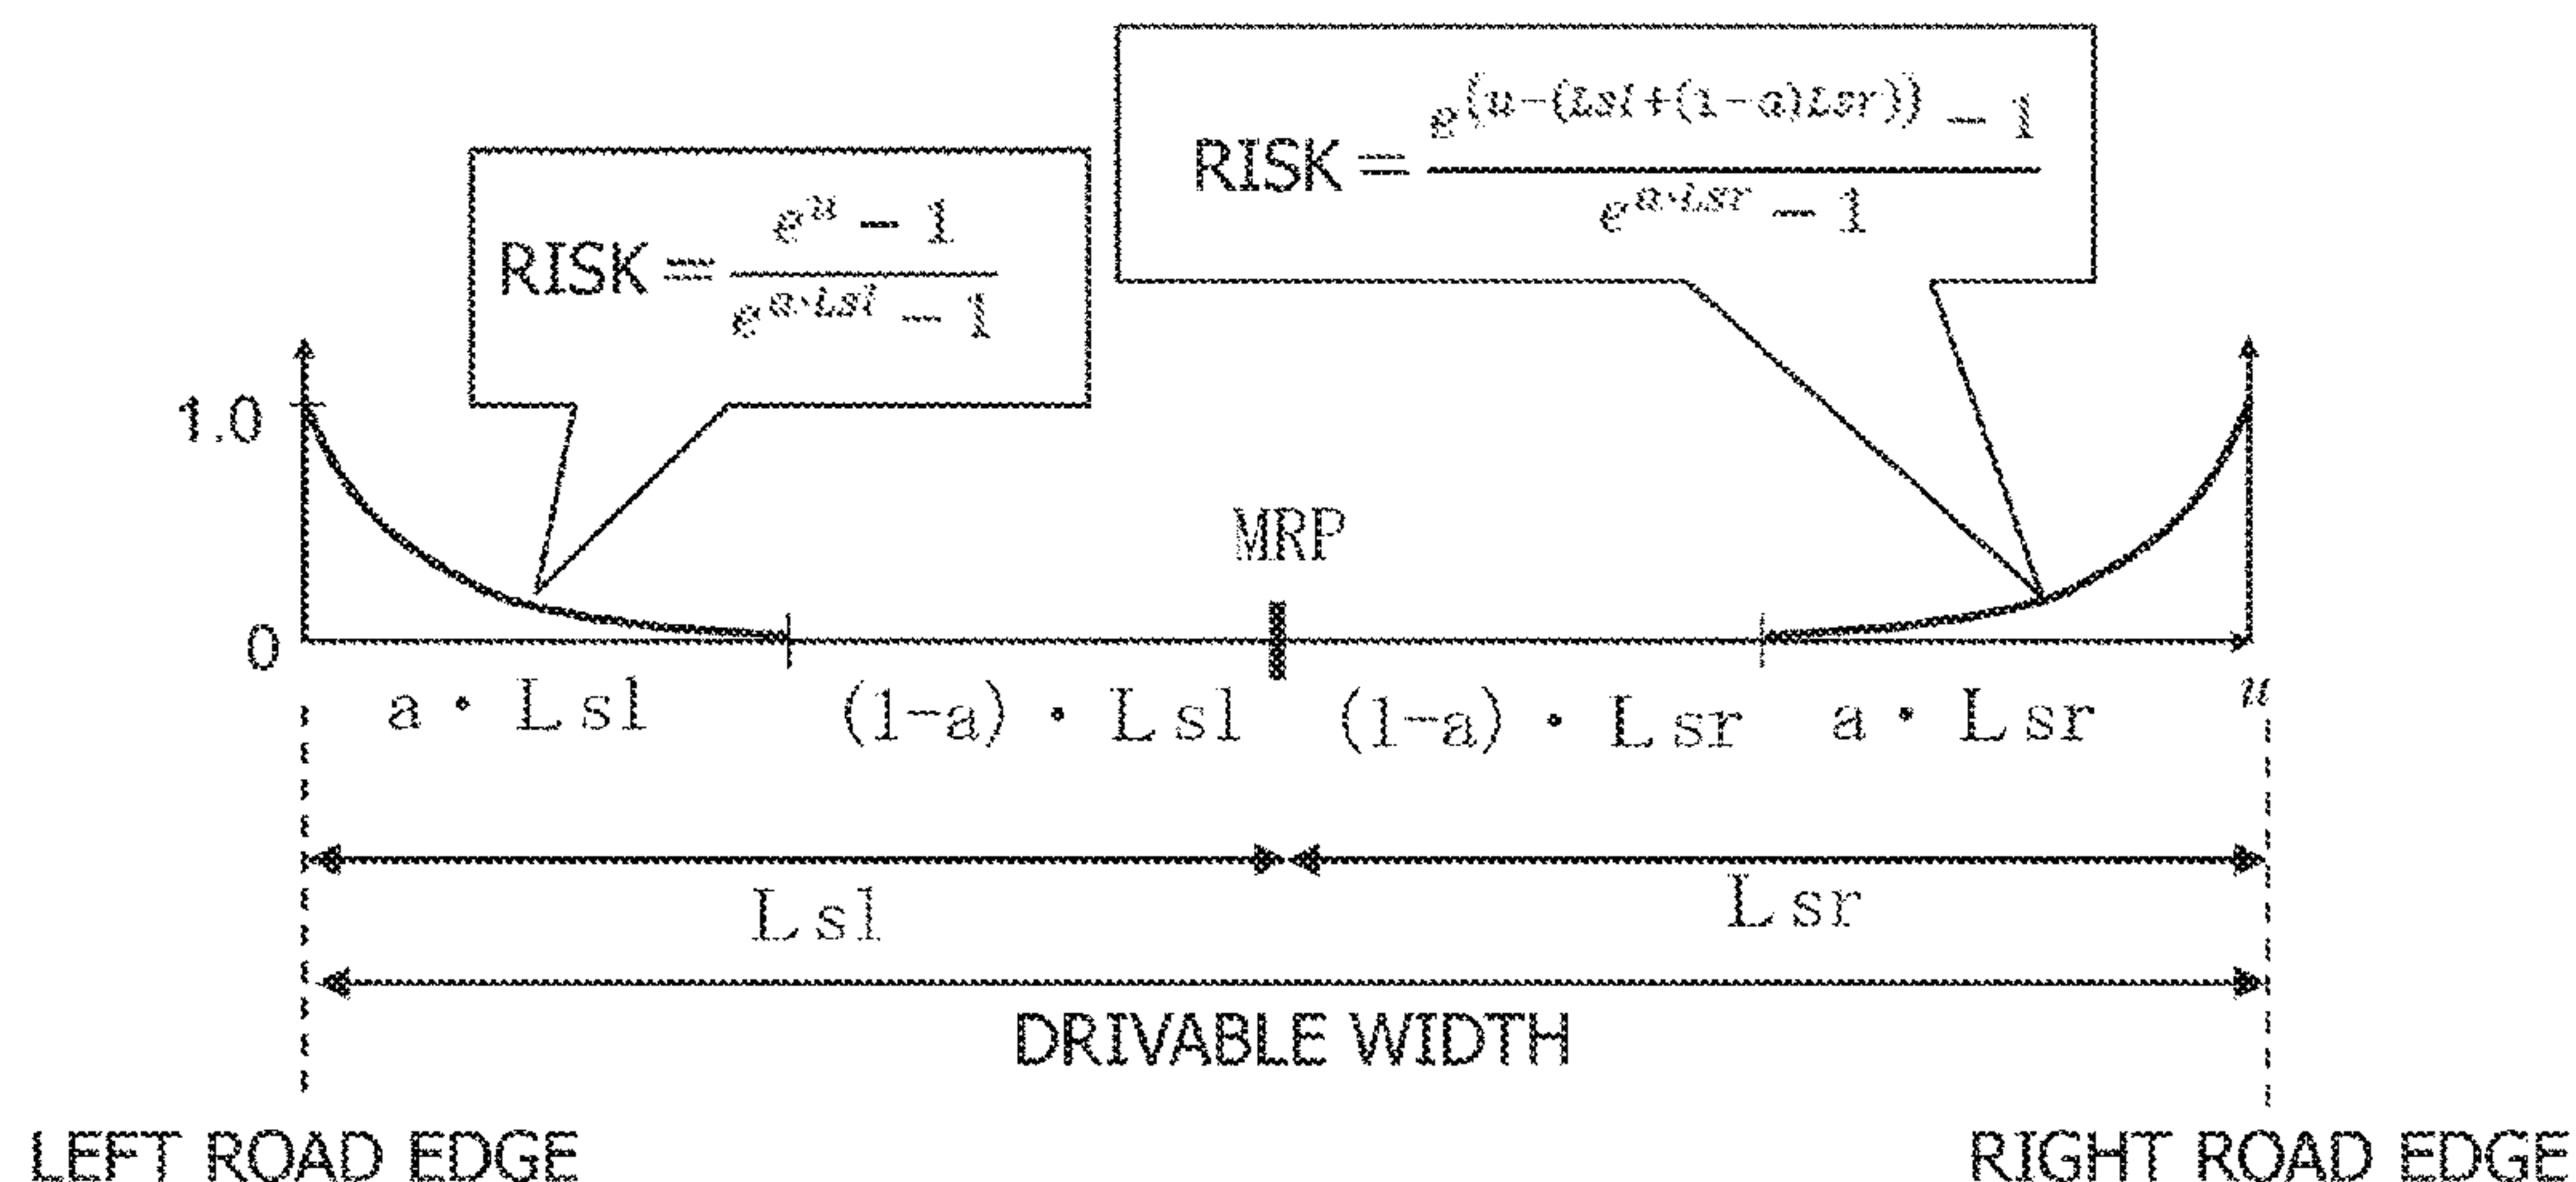 RISK = (e^{u-(Lsl+(1-a)Lsr)} - 1) / (e^{a·Lsr} - 1)
RISK = (e^u - 1) / (e^{a·Lsl} - 1)
1.0
MRP
0
a・Lsl (1-a)・Lsl (1-a)・Lsr a・Lsr u
Lsl Lsr
DRIVABLE WIDTH
LEFT ROAD EDGE RIGHT ROAD EDGE